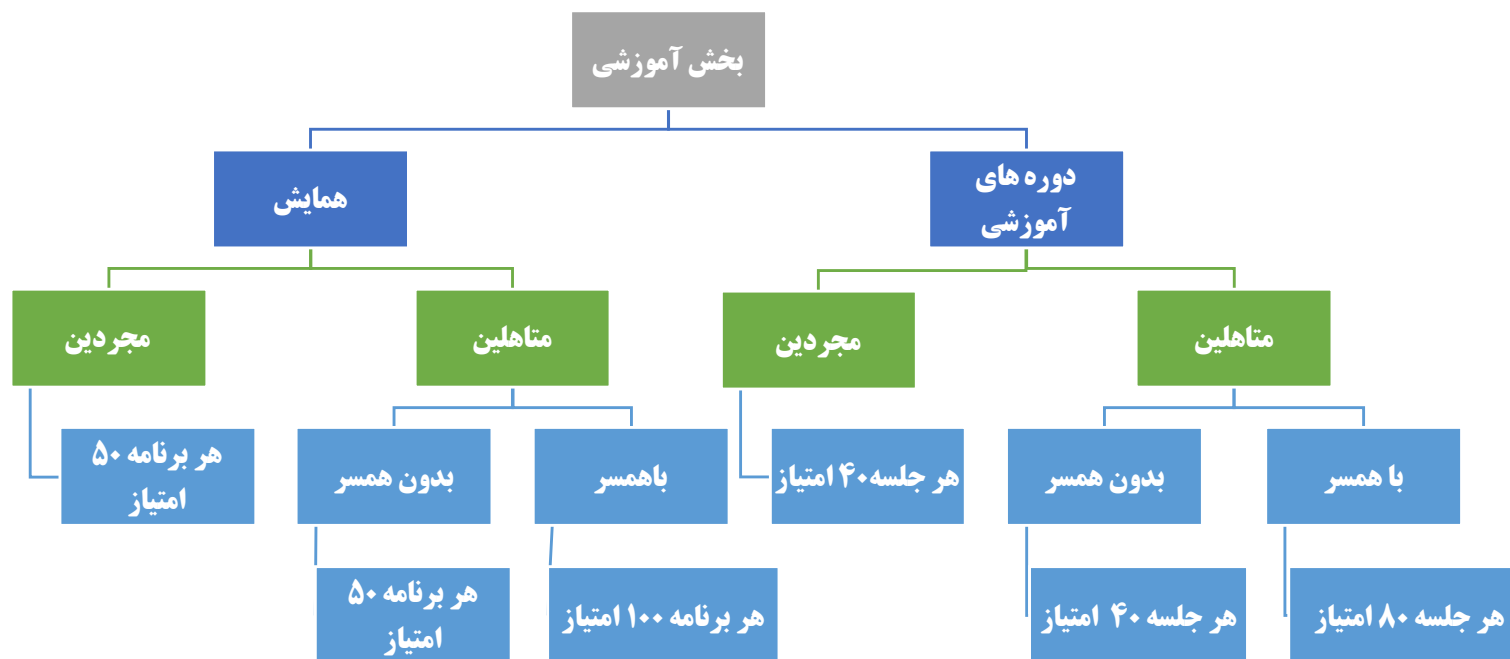 بخش آموزشی
دوره های
آموزشی
همایش
متاهلین
مجردین
متاهلین
مجردین
با همسر
بدون همسر
هر جلسه۴۰ امتیاز
باهمسر
بدون همسر
هر برنامه ۵۰
امتیاز
هر جلسه ۸۰ امتیاز
هر جلسه ۴۰ امتیاز
هر برنامه ۱۰۰ امتیاز
هر برنامه ۵۰
امتیاز